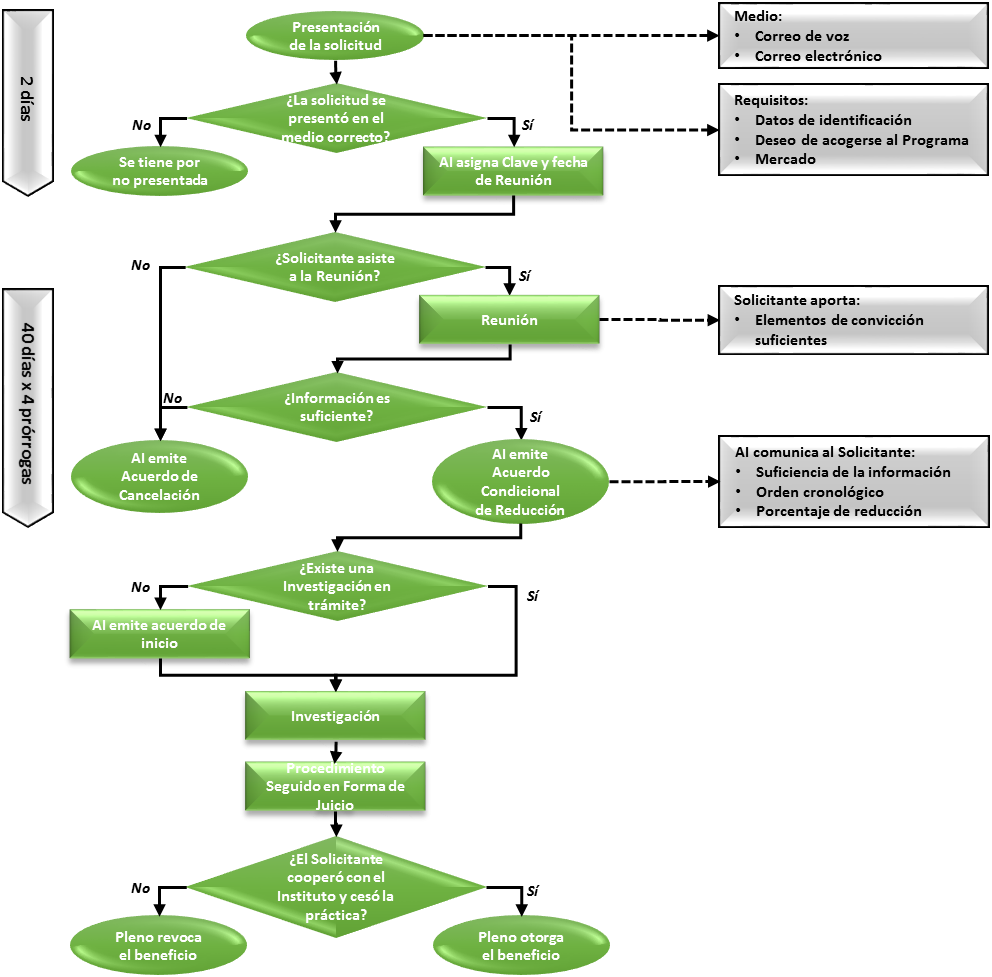 2 días
Presentación
de la solicitud
Medio:
• Correo de voz
• Correo electrónico
Requisitos:
• Datos de identificación
• Deseo de acogerse al Programa
• Mercado
¿La solicitud se
presentó en el
medio correcto?
No
Sí
Se tiene por
no presentada
AI asigna Clave y fecha
de Reunión
¿Solicitante asiste
a la Reunión?
No
Sí
40 días x 4 prórrogas
Reunión
Solicitante aporta:
• Elementos de convicción
suficientes
¿Información es
suficiente?
No
Sí
AI emite
Acuerdo de
Cancelación
AI emite
Acuerdo
Condicional
de Reducción
AI comunica al Solicitante:
• Suficiencia de la información
• Orden cronológico
• Porcentaje de reducción
¿Existe una
Investigación en
trámite?
No
Sí
AI emite acuerdo de
inicio
Investigación
Procedimiento
Seguido en Forma de
Juicio
¿El Solicitante
cooperó con el
Instituto y cesó la
práctica?
No
Sí
Pleno revoca
el beneficio
Pleno otorga
el beneficio